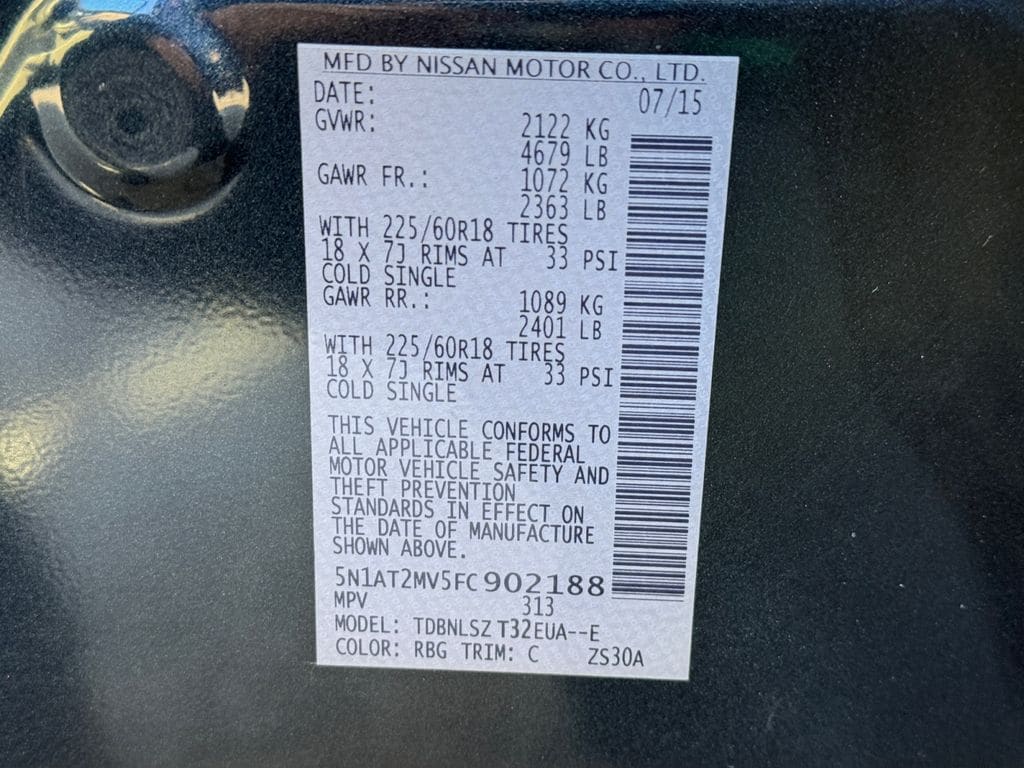 MFD BY NISSAN MOTOR CO., LTD.
DATE: 07/15
GVWR: 2122 KG
4679 LB
GAWR FR.: 1072 KG
2363 LB
WITH 225/60R18 TIRES
18 X 7J RIMS AT 33 PSI
COLD SINGLE
GAWR RR.: 1089 KG
2401 LB
WITH 225/60R18 TIRES
18 X 7J RIMS AT 33 PSI
COLD SINGLE
THIS VEHICLE CONFORMS TO
ALL APPLICABLE FEDERAL
MOTOR VEHICLE SAFETY AND
THEFT PREVENTION
STANDARDS IN EFFECT ON
THE DATE OF MANUFACTURE
SHOWN ABOVE.
5N1AT2MV5FC902188
MPV 313
MODEL: TDBNLSZ T32EUA--E
COLOR: RBG TRIM: C ZS30A